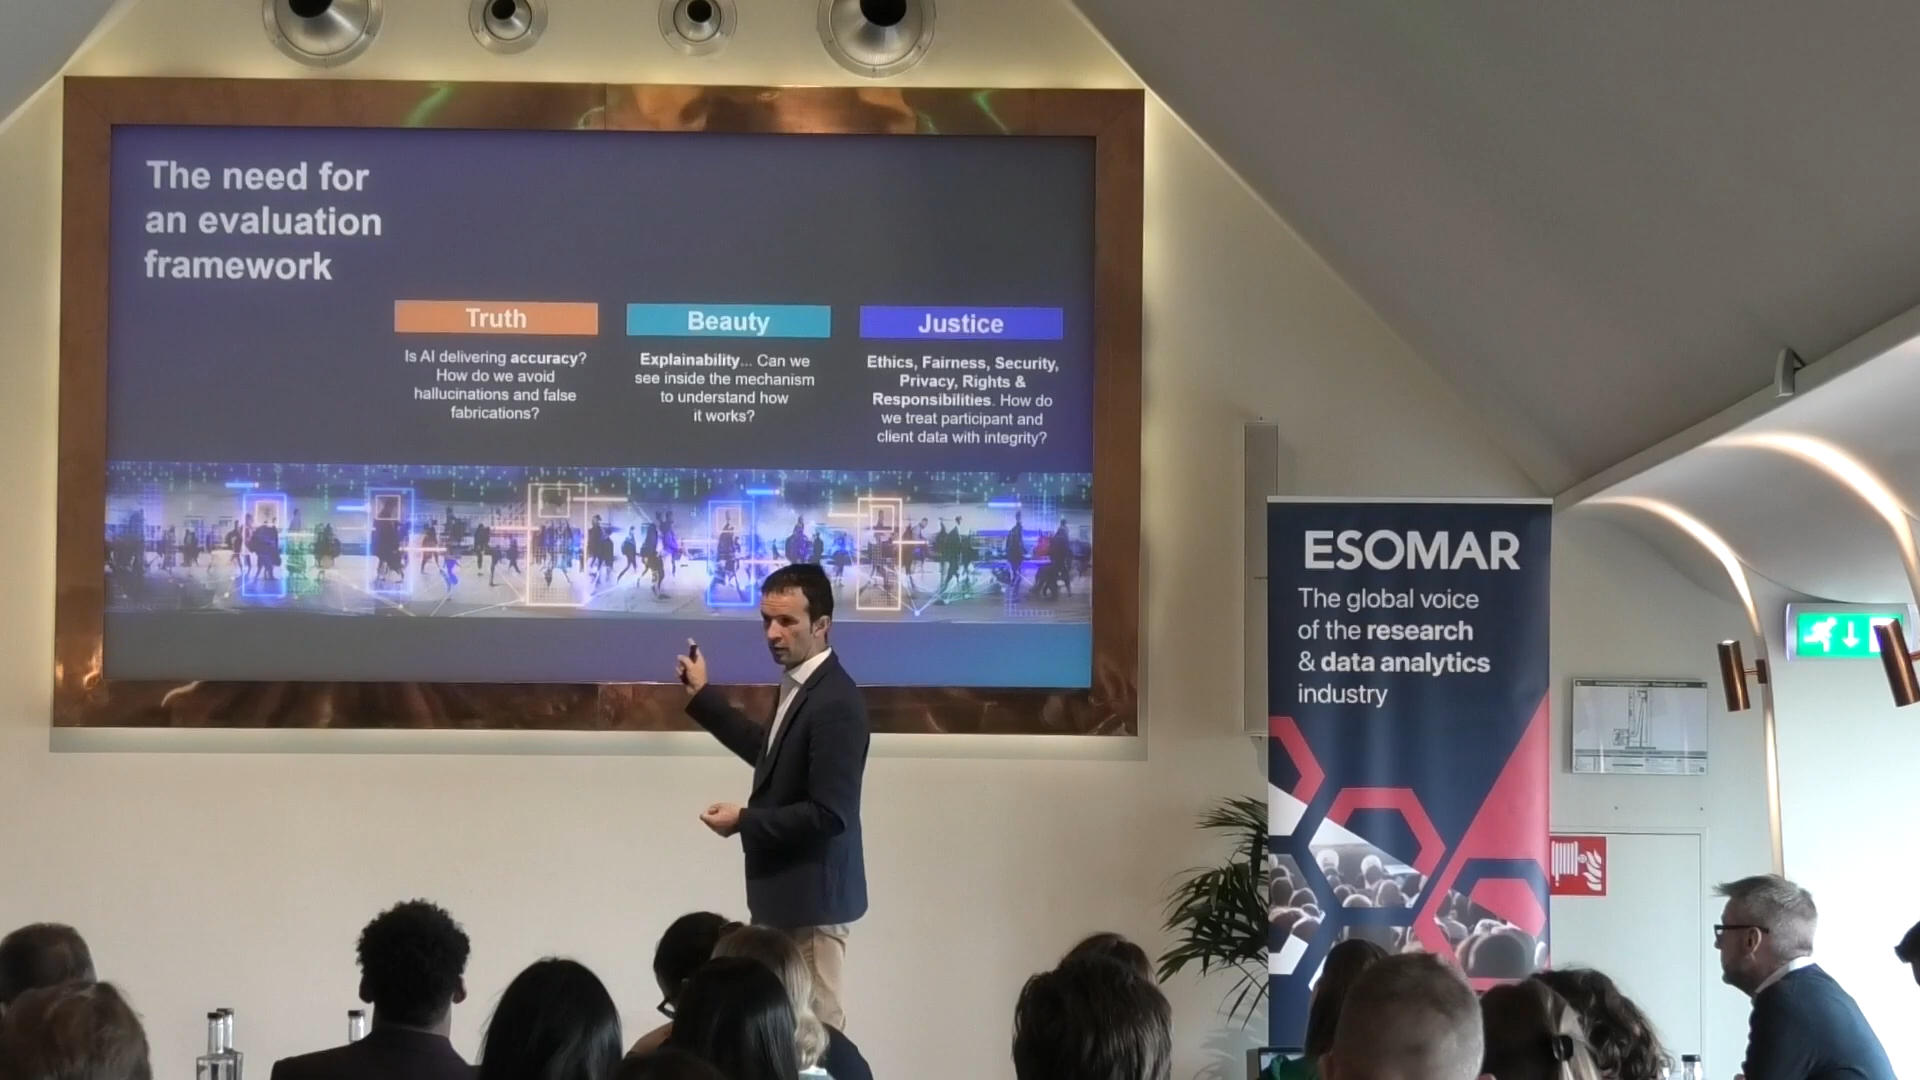 The need for
an evaluation
framework
Truth
Is AI delivering accuracy?
How do we avoid
hallucinations and false
fabrications?
Beauty
Explainability... Can we
see inside the mechanism
to understand how
it works?
Justice
Ethics, Fairness, Security,
Privacy, Rights &
Responsibilities. How do
we treat participant and
client data with integrity?
ESOMAR
The global voice
of the research
& data analytics
industry